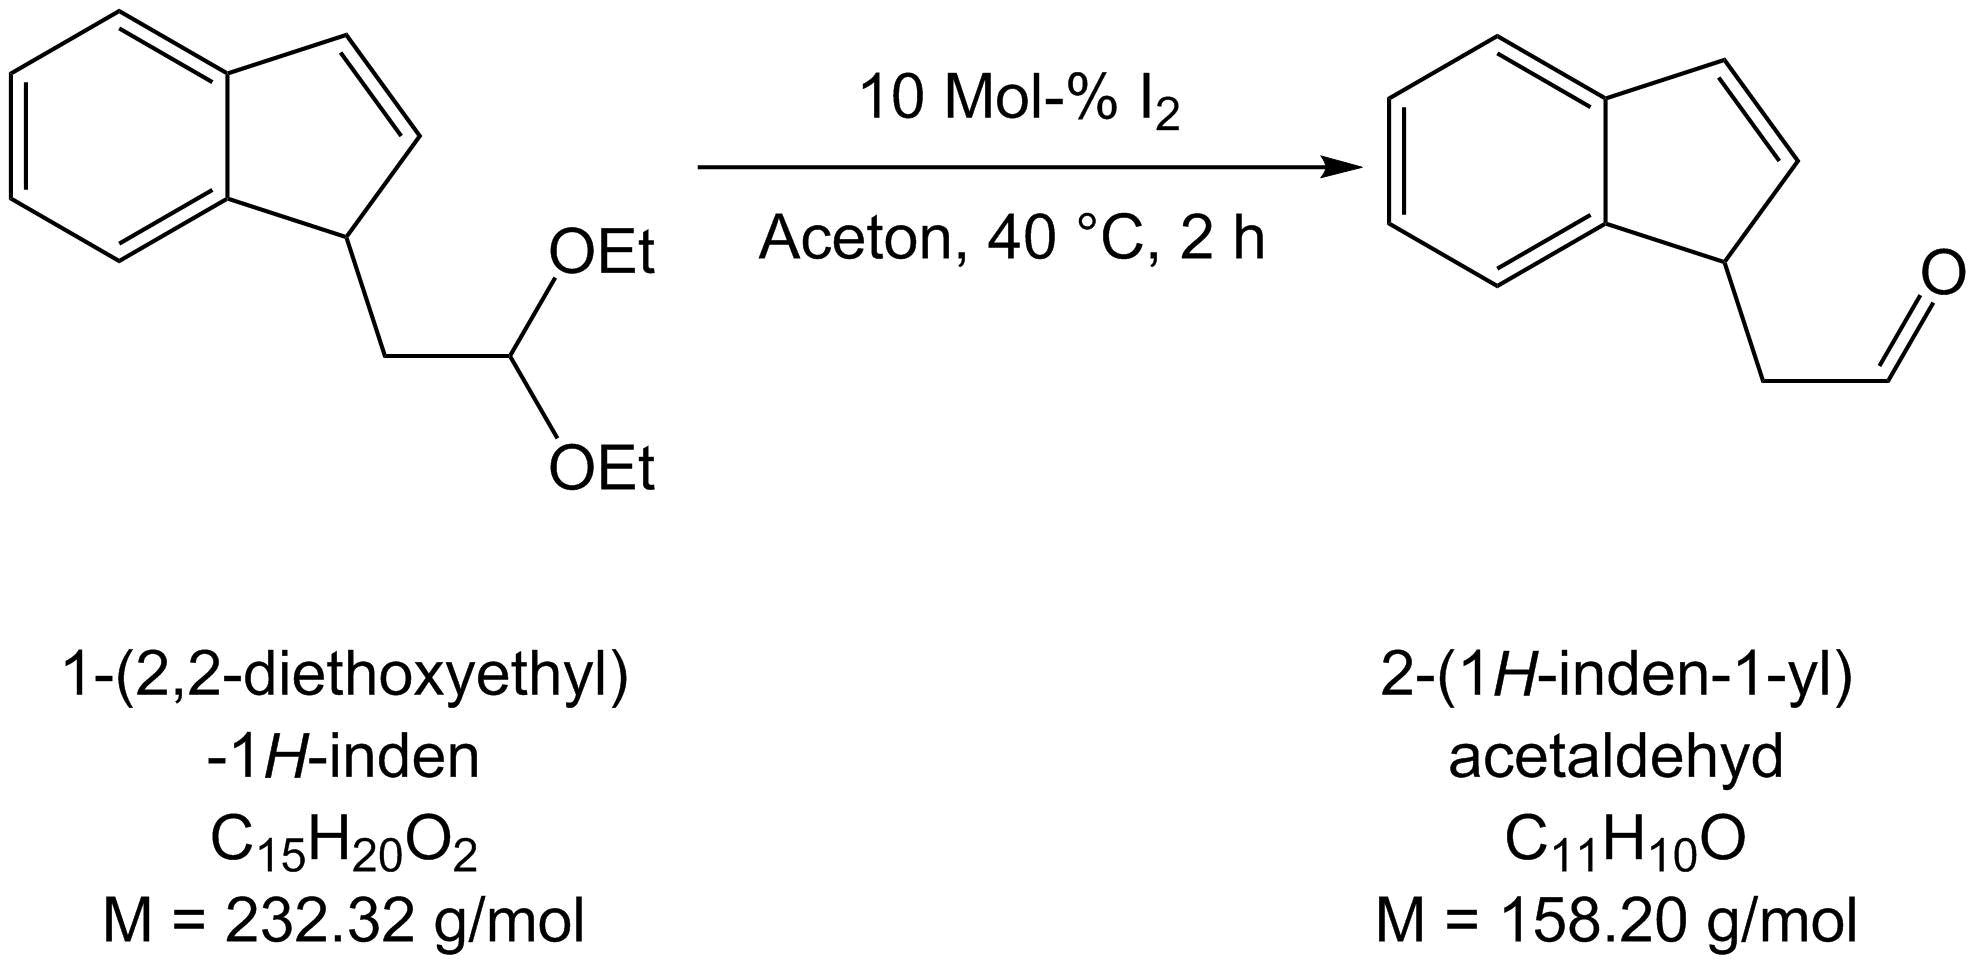 10 Mol-% I₂
Aceton, 40 °C, 2 h
OEt
OEt
O
1-(2,2-diethoxyethyl)
-1H-inden
C₁₅H₂₀O₂
M = 232.32 g/mol
2-(1H-inden-1-yl)
acetaldehyd
C₁₁H₁₀O
M = 158.20 g/mol